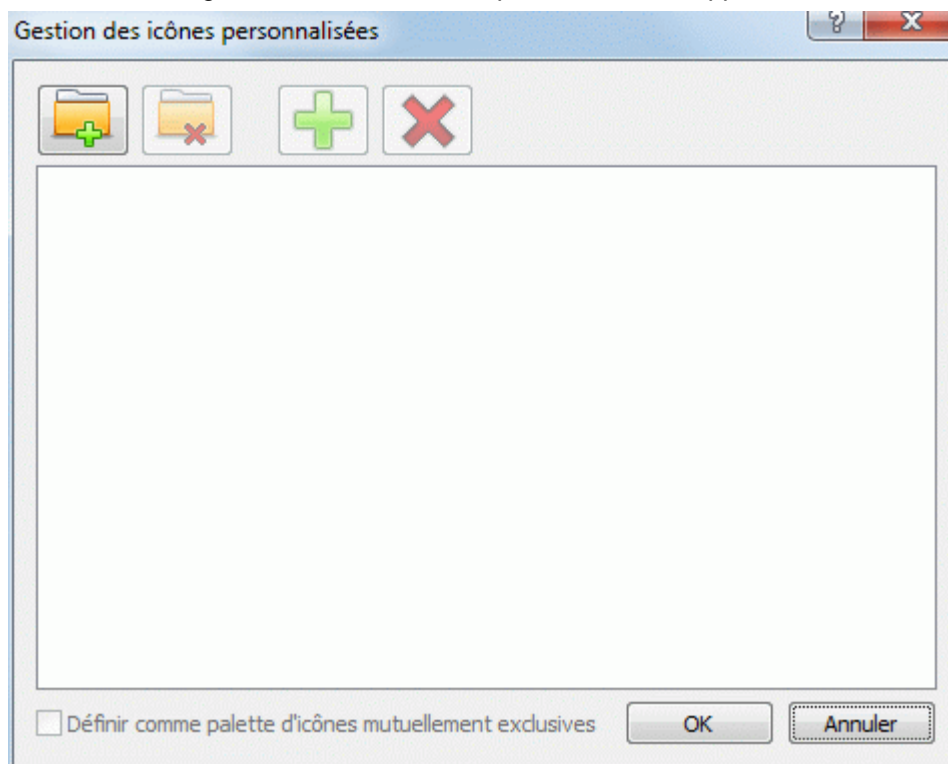 Gestion des icônes personnalisées
Définir comme palette d'icônes mutuellement exclusives
OK
Annuler